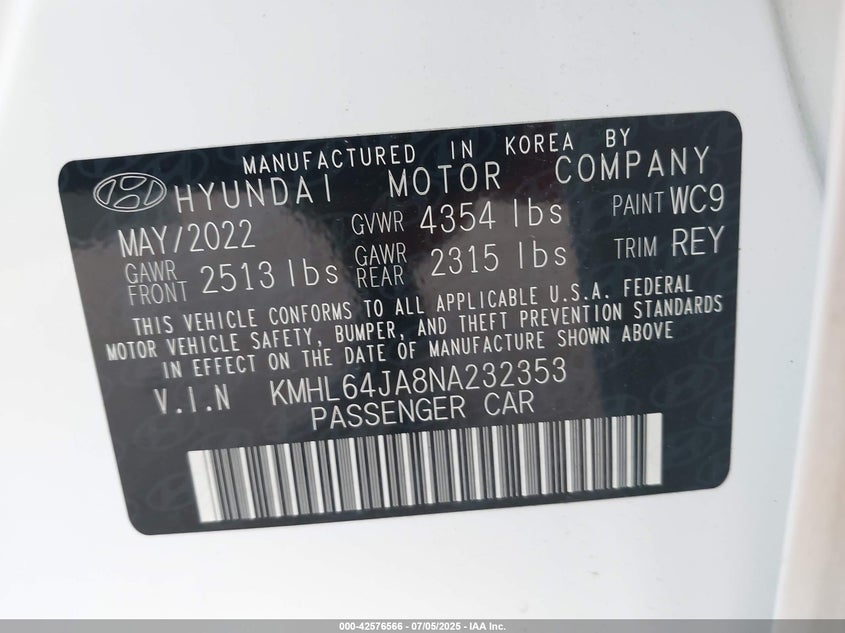 MANUFACTURED IN KOREA BY
HYUNDAI MOTOR COMPANY
MAY/2022 GVWR 4354 lbs PAINT WC9
GAWR FRONT 2513 lbs GAWR REAR 2315 lbs TRIM REY
THIS VEHICLE CONFORMS TO ALL APPLICABLE U.S.A. FEDERAL
MOTOR VEHICLE SAFETY, BUMPER, AND THEFT PREVENTION STANDARDS
IN EFFECT ON THE DATE OF MANUFACTURE SHOWN ABOVE
V.I.N KMHL64JA8NA232353
PASSENGER CAR
000-42576566 - 07/05/2025 - IAA Inc.